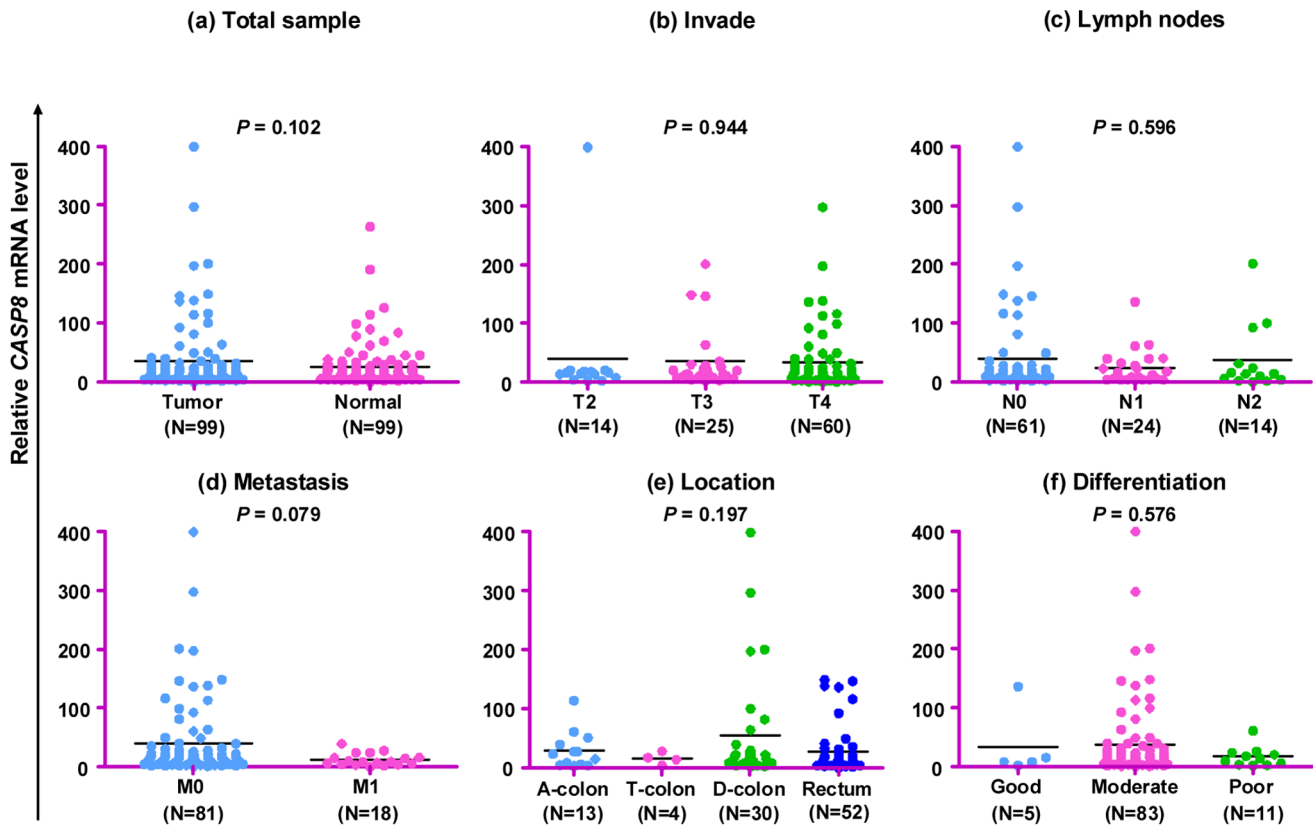 (a) Total sample
(b) Invade
(c) Lymph nodes
Relative CASP8 mRNA level
P = 0.102
400
300
200
100
0
Tumor
(N=99)
Normal
(N=99)
P = 0.944
400
300
200
100
0
T2
(N=14)
T3
(N=25)
T4
(N=60)
P = 0.596
400
300
200
100
0
N0
(N=61)
N1
(N=24)
N2
(N=14)
(d) Metastasis
P = 0.079
400
300
200
100
0
M0
(N=81)
M1
(N=18)
(e) Location
P = 0.197
400
300
200
100
0
A-colon
(N=13)
T-colon
(N=4)
D-colon
(N=30)
Rectum
(N=52)
(f) Differentiation
P = 0.576
400
300
200
100
0
Good
(N=5)
Moderate
(N=83)
Poor
(N=11)